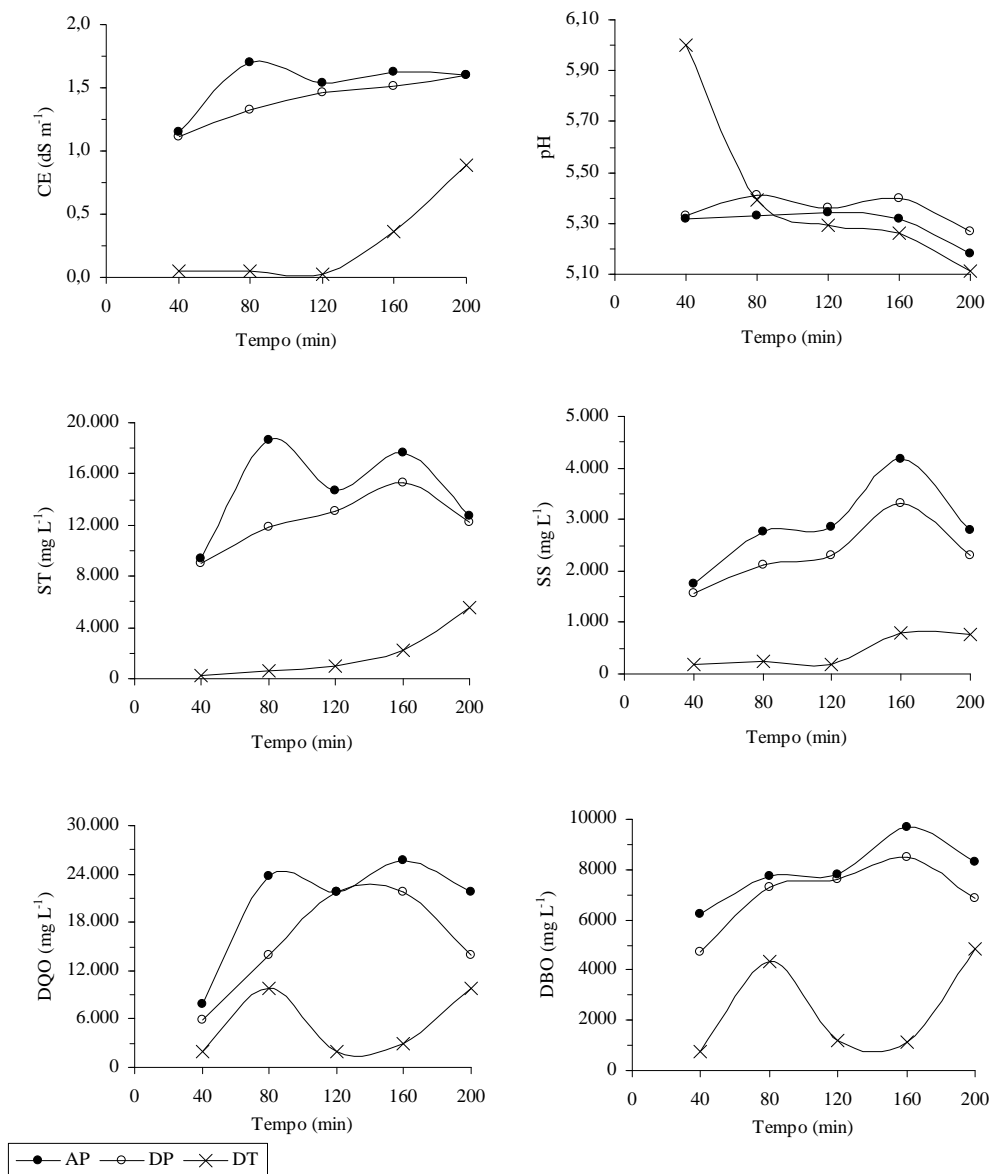 2,0
1,5
1,0
0,5
0,0
CE (dS m-1)
0 40 80 120 160 200
Tempo (min)
6,10
5,90
5,70
5,50
5,30
5,10
pH
0 40 80 120 160 200
Tempo (min)
20.000
16.000
12.000
8.000
4.000
0
ST (mg L-1)
0 40 80 120 160 200
Tempo (min)
5.000
4.000
3.000
2.000
1.000
0
SS (mg L-1)
0 40 80 120 160 200
Tempo (min)
30.000
24.000
18.000
12.000
6.000
0
DQO (mg L-1)
0 40 80 120 160 200
Tempo (min)
10000
8000
6000
4000
2000
0
DBO (mg L-1)
0 40 80 120 160 200
Tempo (min)
AP DP DT